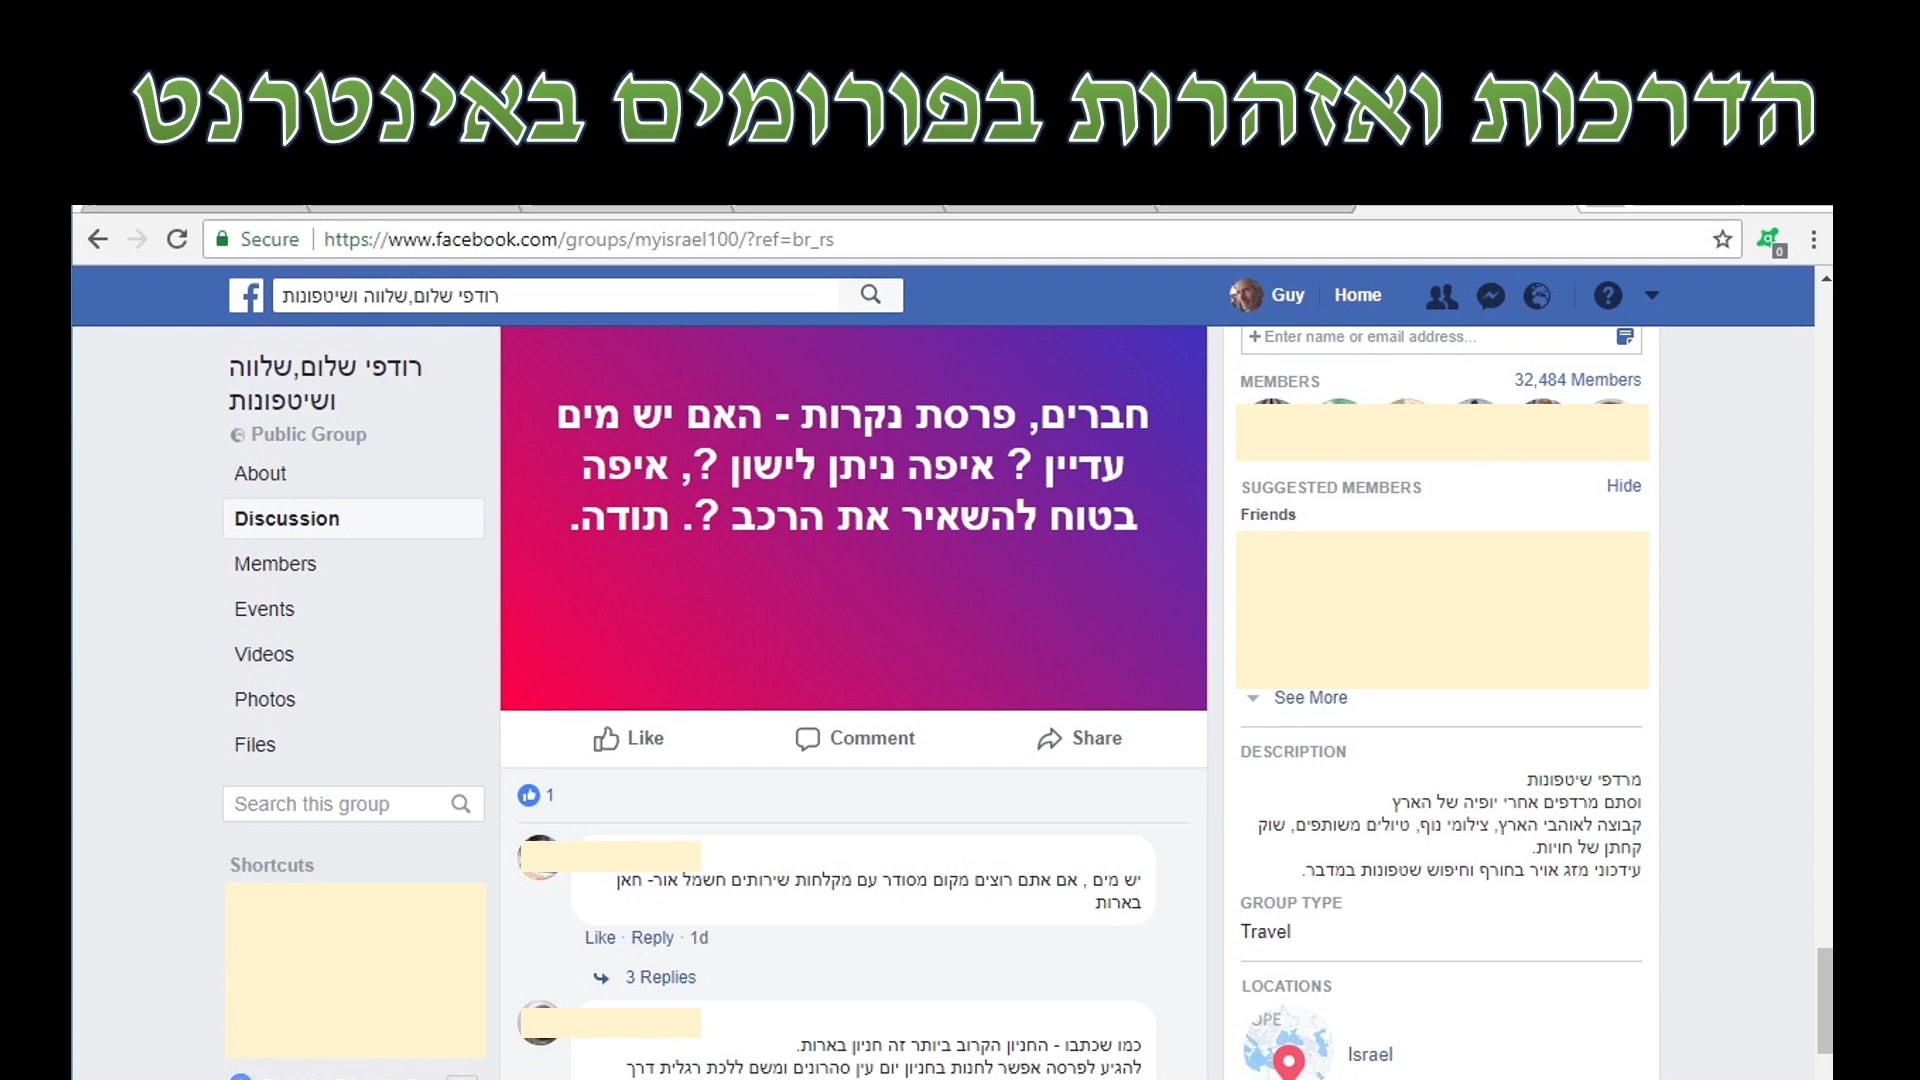 הדרכות ואזהרות בפורומים באינטרנט
Secure
https://www.facebook.com/groups/myisrael100/?ref=br_rs
0
רודפי שלום,שלווה ושיטפונות
Guy
Home
רודפי שלום,שלווה
ושיטפונות
Public Group
About
Discussion
Members
Events
Videos
Photos
Files
Search this group
Shortcuts
חברים, פרסת נקרות - האם יש מים
עדיין ? איפה ניתן לישון ?, איפה
בטוח להשאיר את הרכב ?. תודה.
Like
Comment
Share
1
יש מים , אם אתם רוצים מקום מסודר עם מקלחות שירותים חשמל אור- חאן
בארות
Like · Reply · 1d
3 Replies
כמו שכתבו - החניון הקרוב ביותר זה חניון בארות.
להגיע לפרסה אפשר לחנות בחניון יום עין סהרונים ומשם ללכת רגלית דרך
+ Enter name or email address...
MEMBERS
32,484 Members
SUGGESTED MEMBERS
Hide
Friends
See More
DESCRIPTION
מרדפי שיטפונות
וסתם מרדפים אחרי יופיה של הארץ
קבוצה לאוהבי הארץ, צילומי נוף, טיולים משותפים, שוק
קחתן של חויות.
עידכוני מזג אויר בחורף וחיפוש שטפונות במדבר.
GROUP TYPE
Travel
LOCATIONS
OPE
Israel